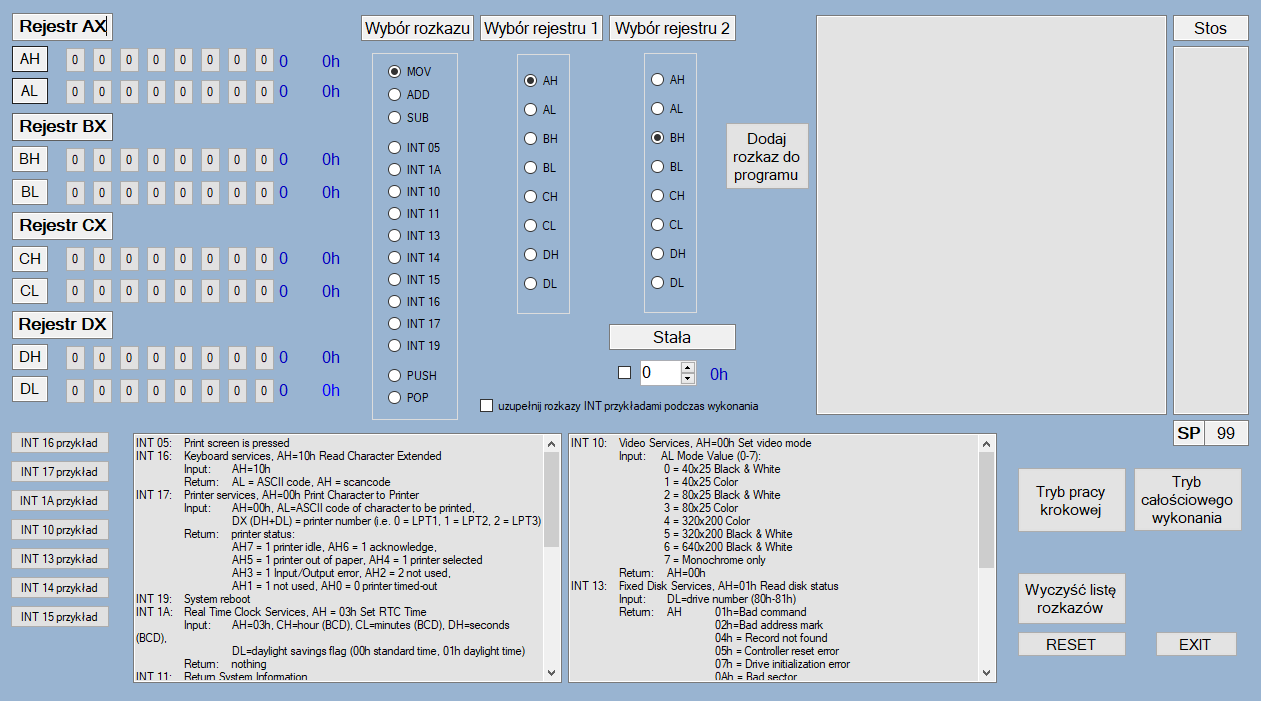 Rejestr AX
AH 0 0 0 0 0 0 0 0 0 0h
AL 0 0 0 0 0 0 0 0 0 0h
Rejestr BX
BH 0 0 0 0 0 0 0 0 0 0h
BL 0 0 0 0 0 0 0 0 0 0h
Rejestr CX
CH 0 0 0 0 0 0 0 0 0 0h
CL 0 0 0 0 0 0 0 0 0 0h
Rejestr DX
DH 0 0 0 0 0 0 0 0 0 0h
DL 0 0 0 0 0 0 0 0 0 0h
Wybór rozkazu
MOV
ADD
SUB
INT 05
INT 1A
INT 10
INT 11
INT 13
INT 14
INT 15
INT 16
INT 17
INT 19
PUSH
POP
Wybór rejestru 1
AH
AL
BH
BL
CH
CL
DH
DL
Wybór rejestru 2
AH
AL
BH
BL
CH
CL
DH
DL
Stała
0 0h
uzupełnij rozkazy INT przykładami podczas wykonania
Dodaj
rozkaz do
programu
Stos
SP 99
INT 16 przykład
INT 17 przykład
INT 1A przykład
INT 10 przykład
INT 13 przykład
INT 14 przykład
INT 15 przykład
INT 05: Print screen is pressed
INT 16: Keyboard services, AH=10h Read Character Extended
Input: AH=10h
Return: AL = ASCII code, AH = scancode
INT 17: Printer services, AH=00h Print Character to Printer
Input: AH=00h, AL=ASCII code of character to be printed,
DX (DH+DL) = printer number (i.e. 0 = LPT1, 1 = LPT2, 2 = LPT3)
Return: printer status:
AH7 = 1 printer idle, AH6 = 1 acknowledge,
AH5 = 1 printer out of paper, AH4 = 1 printer selected
AH3 = 1 Input/Output error, AH2 = 2 not used,
AH1 = 1 not used, AH0 = 0 printer timed-out
INT 19: System reboot
INT 1A: Real Time Clock Services, AH = 03h Set RTC Time
Input: AH=03h, CH=hour (BCD), CL=minutes (BCD), DH=seconds
(BCD),
DL=daylight savings flag (00h standard time, 01h daylight time)
Return: nothing
INT 11: Return System Information
INT 10: Video Services, AH=00h Set video mode
Input: AL Mode Value (0-7):
0 = 40x25 Black & White
1 = 40x25 Color
2 = 80x25 Black & White
3 = 80x25 Color
4 = 320x200 Color
5 = 320x200 Black & White
6 = 640x200 Black & White
7 = Monochrome only
Return: AH=00h
INT 13: Fixed Disk Services, AH=01h Read disk status
Input: DL=drive number (80h-81h)
Return: AH 01h=Bad command
02h=Bad address mark
04h = Record not found
05h = Controller reset error
07h = Drive initialization error
0Ah = Bad sector
Tryb pracy
krokowej
Tryb
całościowego
wykonania
Wyczyść listę
rozkazów
RESET
EXIT